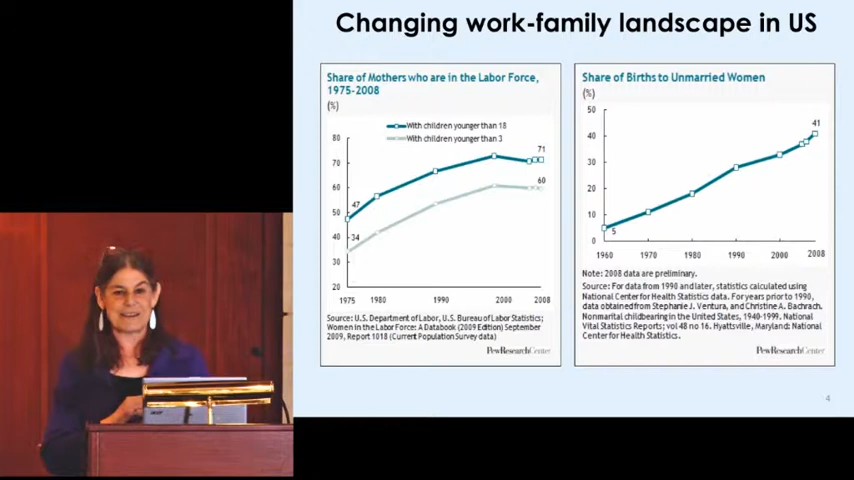 Changing work-family landscape in US
Share of Mothers who are in the Labor Force,
1975-2008
(%)
With children younger than 18
With children younger than 3
80
70
60
50
40
30
20
47
34
71
60
1975 1980 1990 2000 2008
Source: U.S. Department of Labor, U.S. Bureau of Labor Statistics;
Women in the Labor Force: A Databook (2009 Edition) September
2009, Report 1018 (Current Population Survey data)
PewResearchCenter
Share of Births to Unmarried Women
(%)
50
40
30
20
10
0
5
41
1960 1970 1980 1990 2000 2008
Note: 2008 data are preliminary.
Source: For data from 1990 and later, statistics calculated using
National Center for Health Statistics data. For years prior to 1990,
data obtained from Stephanie J. Ventura, and Christine A. Bachrach.
Nonmarital childbearing in the United States, 1940-1999. National
Vital Statistics Reports; vol 48 no 16. Hyattsville, Maryland: National
Center for Health Statistics.
PewResearchCenter
4
acer